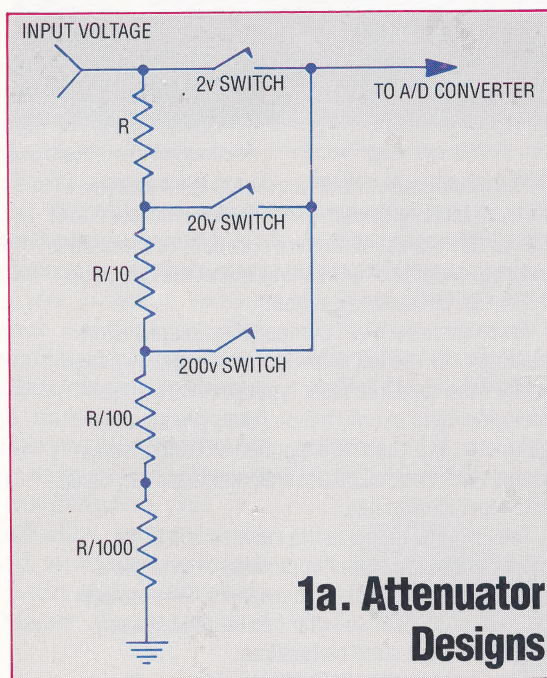 INPUT VOLTAGE
2v SWITCH
TO A/D CONVERTER
R
20v SWITCH
R/10
200v SWITCH
R/100
R/1000
1a. Attenuator
Designs